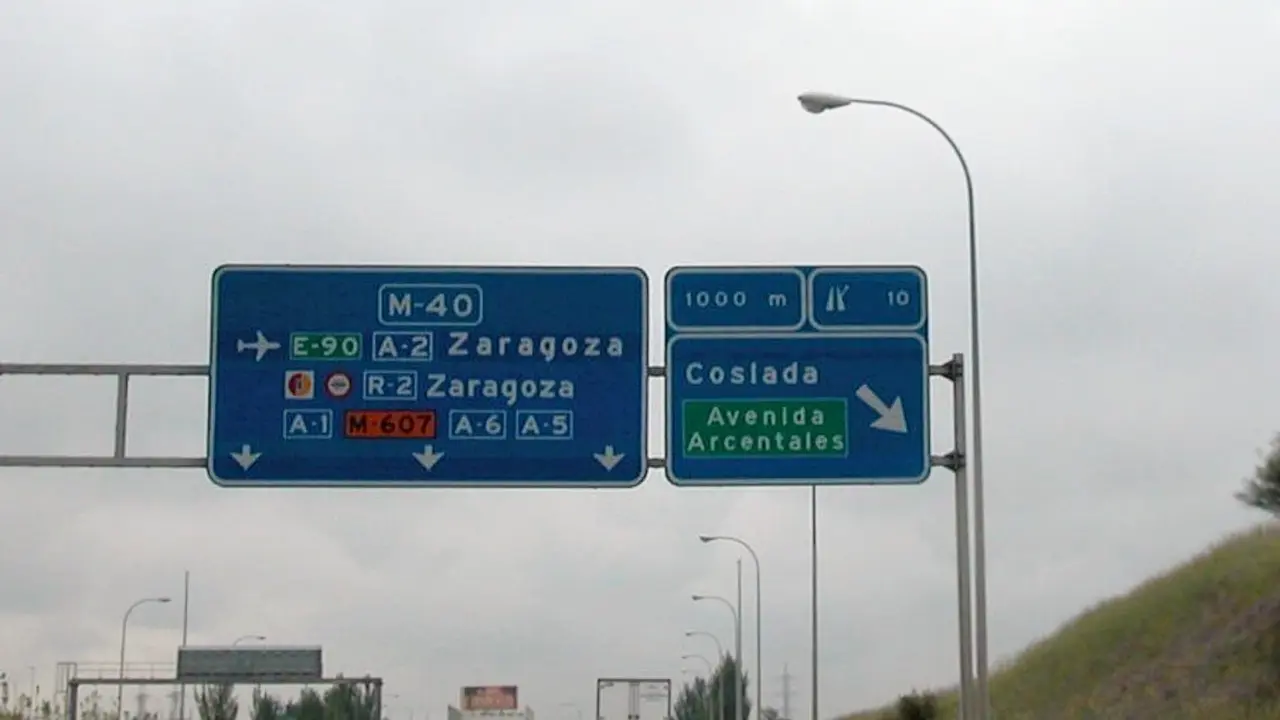 M-40
E-90 A-2 Zaragoza
R-2 Zaragoza
A-1 M-607 A-6 A-5
1000 m 10
Coslada
Avenida
Arcentales